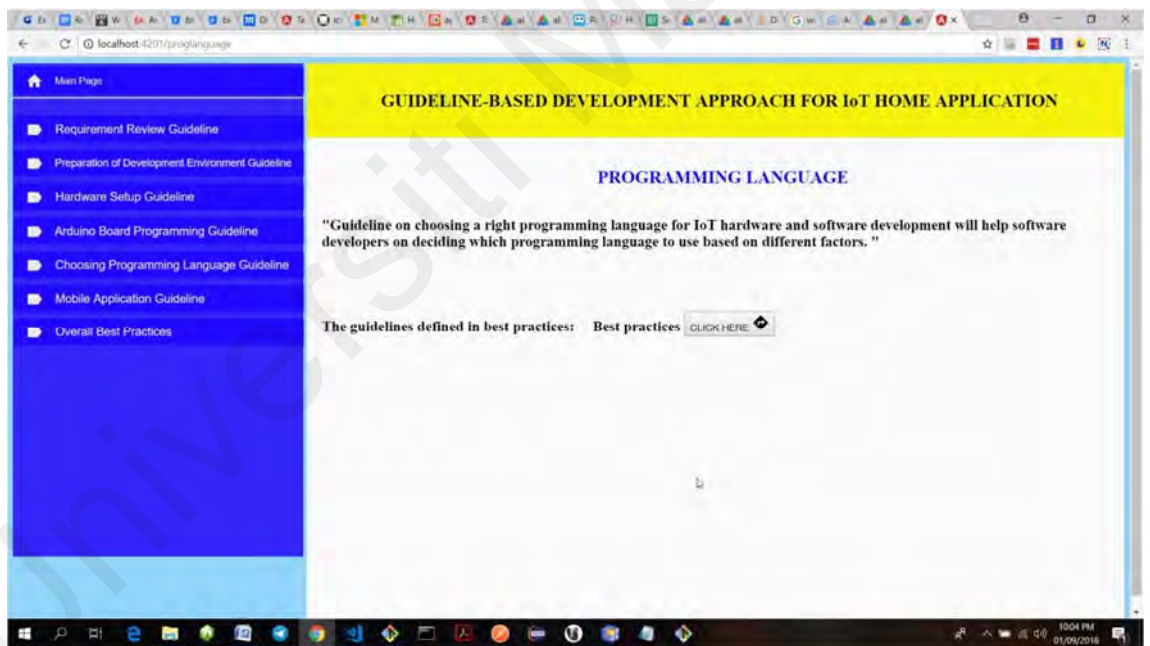 localhost:4201/proglanguage
Main Page
GUIDELINE-BASED DEVELOPMENT APPROACH FOR IoT HOME APPLICATION
Requirement Review Guideline
Preparation of Development Environment Guideline
Hardware Setup Guideline
Arduino Board Programming Guideline
Choosing Programming Language Guideline
Mobile Application Guideline
Overall Best Practices
PROGRAMMING LANGUAGE
"Guideline on choosing a right programming language for IoT hardware and software development will help software
developers on deciding which programming language to use based on different factors. "
The guidelines defined in best practices: Best practices CLICK HERE
10:04 PM
01/09/2016
Universiti